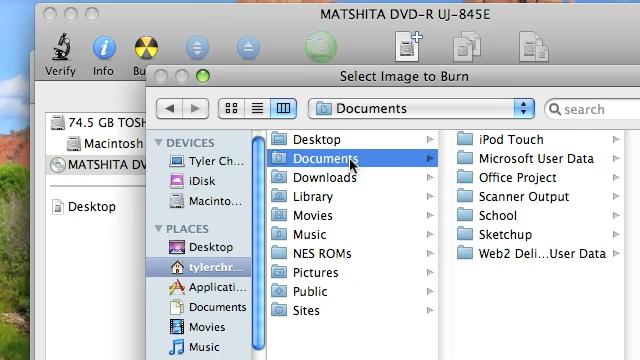 MATSHITA DVD-R UJ-845E
Verify
Info
Select Image to Burn
Documents
search
74.5 GB TOSH
Macintosh
MATSHITA DV
Desktop
DEVICES
Tyler Ch...
iDisk
Macinto...
PLACES
Desktop
tylerchr...
Applicati...
Documents
Movies
Music
Desktop
Documents
Downloads
Library
Movies
Music
NES ROMs
Pictures
Public
Sites
iPod Touch
Microsoft User Data
Office Project
Scanner Output
School
Sketchup
Web2 Deli...User Data